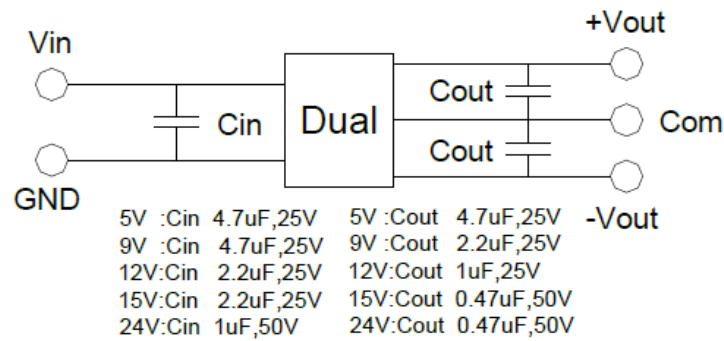 +Vout
Vin
Cout
Cin
Dual
Com
Cout
GND
-Vout
5V :Cin 4.7uF,25V 5V :Cout 4.7uF,25V
9V :Cin 4.7uF,25V 9V :Cout 2.2uF,25V
12V:Cin 2.2uF,25V 12V:Cout 1uF,25V
15V:Cin 2.2uF,25V 15V:Cout 0.47uF,50V
24V:Cin 1uF,50V 24V:Cout 0.47uF,50V